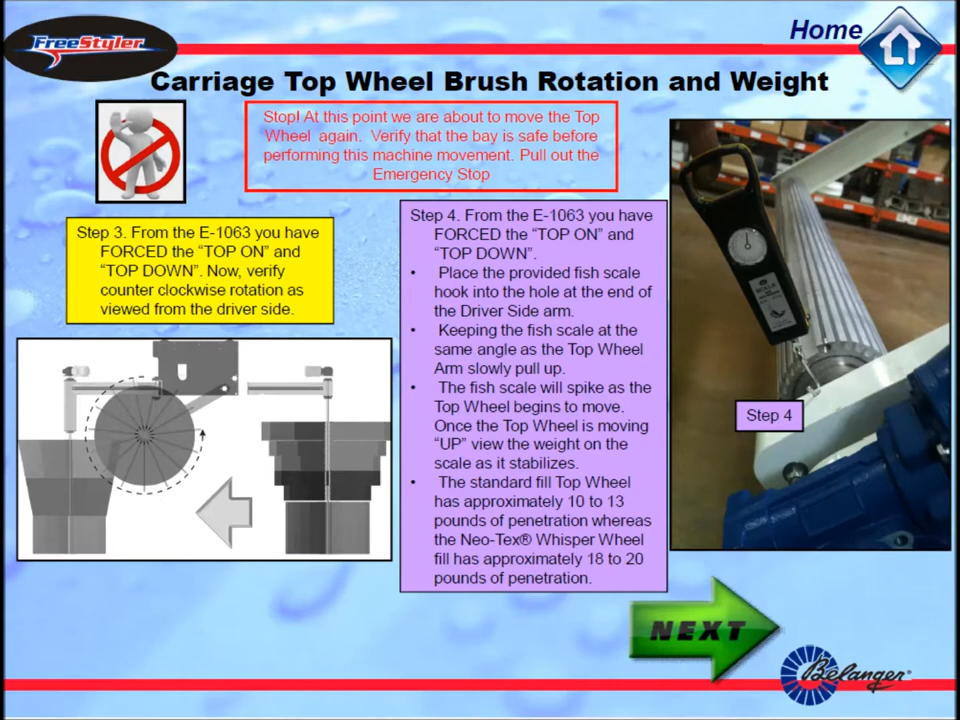 FreeStyler
Home
Carriage Top Wheel Brush Rotation and Weight
Stop! At this point we are about to move the Top
Wheel again. Verify that the bay is safe before
performing this machine movement. Pull out the
Emergency Stop
Step 3. From the E-1063 you have
FORCED the “TOP ON” and
“TOP DOWN”. Now, verify
counter clockwise rotation as
viewed from the driver side.
Step 4. From the E-1063 you have
FORCED the “TOP ON” and
“TOP DOWN”.
• Place the provided fish scale
hook into the hole at the end of
the Driver Side arm.
• Keeping the fish scale at the
same angle as the Top Wheel
Arm slowly pull up.
• The fish scale will spike as the
Top Wheel begins to move.
Once the Top Wheel is moving
“UP” view the weight on the
scale as it stabilizes.
• The standard fill Top Wheel
has approximately 10 to 13
pounds of penetration whereas
the Neo-Tex® Whisper Wheel
fill has approximately 18 to 20
pounds of penetration.
Step 4
NEXT
Belanger®